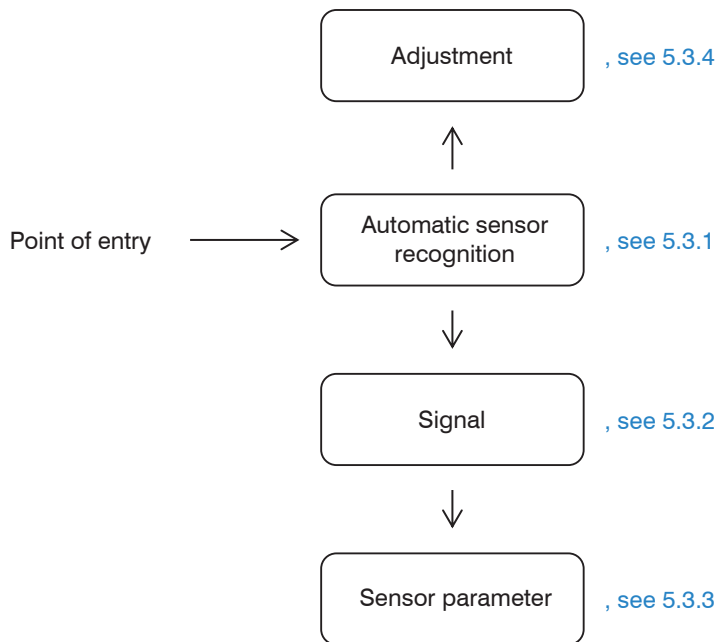 Adjustment , see 5.3.4
Point of entry
Automatic sensor
recognition
, see 5.3.1
Signal , see 5.3.2
Sensor parameter , see 5.3.3